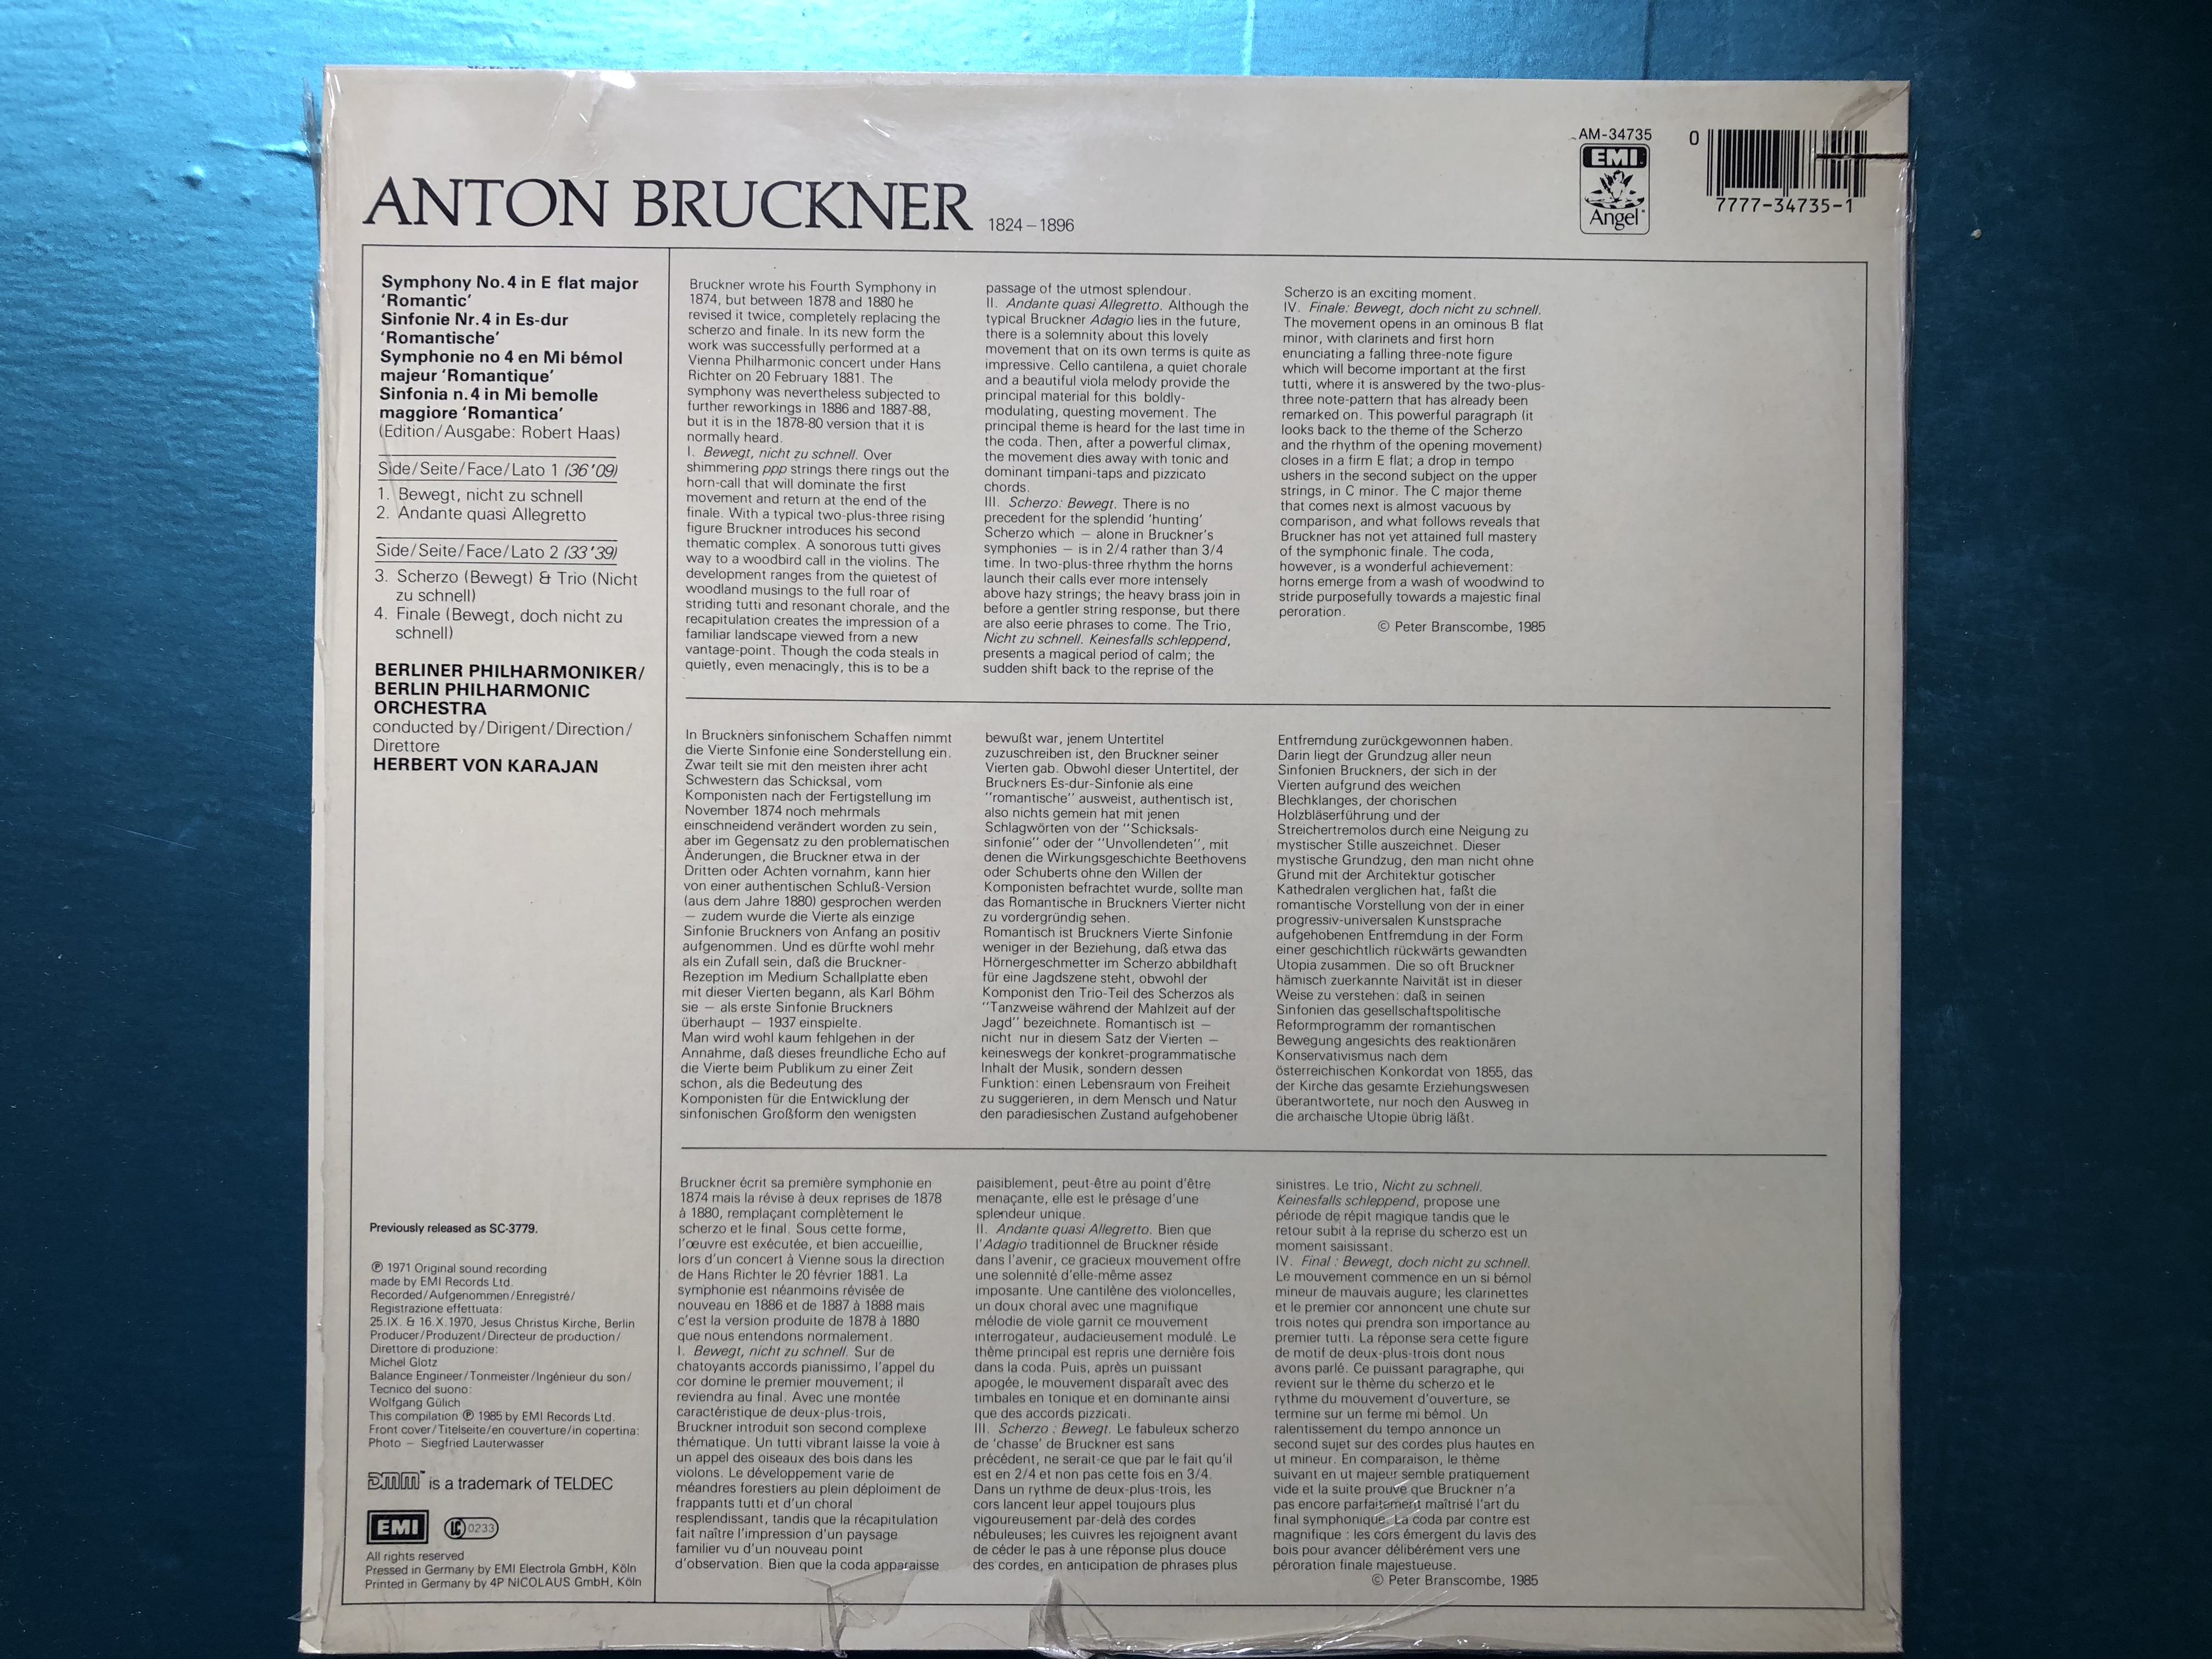 ANTON BRUCKNER 1824–1896
AM-34735
EMI
Angel
0
7777-34735-1
Symphony No. 4 in E flat major
‘Romantic’
Sinfonie Nr. 4 in Es-dur
‘Romantische’
Symphonie no 4 en Mi bémol
majeur ‘Romantique’
Sinfonia n. 4 in Mi bemolle
maggiore ‘Romantica’
(Edition/Ausgabe: Robert Haas)
Side/Seite/Face/Lato 1 (36'09)
1. Bewegt, nicht zu schnell
2. Andante quasi Allegretto
Side/Seite/Face/Lato 2 (33'39)
3. Scherzo (Bewegt) & Trio (Nicht
zu schnell)
4. Finale (Bewegt, doch nicht zu
schnell)
BERLINER PHILHARMONIKER/
BERLIN PHILHARMONIC
ORCHESTRA
conducted by/Dirigent/Direction/
Direttore
HERBERT VON KARAJAN
Previously released as SC-3779.
℗ 1971 Original sound recording
made by EMI Records Ltd.
Recorded/Aufgenommen/Enregistré/
Registrazione effettuata:
25.IX. & 16.X.1970, Jesus Christus Kirche, Berlin
Producer/Produzent/Directeur de production/
Direttore di produzione:
Michel Glotz
Balance Engineer/Tonmeister/Ingénieur du son/
Tecnico del suono:
Wolfgang Gülich
This compilation ℗ 1985 by EMI Records Ltd.
Front cover/Titelseite/en couverture/in copertina:
Photo – Siegfried Lauterwasser
DMM™ is a trademark of TELDEC
EMI LC 0233
All rights reserved
Pressed in Germany by EMI Electrola GmbH, Köln
Printed in Germany by 4P NICOLAUS GmbH, Köln
Bruckner wrote his Fourth Symphony in
1874, but between 1878 and 1880 he
revised it twice, completely replacing the
scherzo and finale. In its new form the
work was successfully performed at a
Vienna Philharmonic concert under Hans
Richter on 20 February 1881. The
symphony was nevertheless subjected to
further reworkings in 1886 and 1887-88,
but it is in the 1878-80 version that it is
normally heard.
I. Bewegt, nicht zu schnell. Over
shimmering ppp strings there rings out the
horn-call that will dominate the first
movement and return at the end of the
finale. With a typical two-plus-three rising
figure Bruckner introduces his second
thematic complex. A sonorous tutti gives
way to a woodbird call in the violins. The
development ranges from the quietest of
woodland musings to the full roar of
striding tutti and resonant chorale, and the
recapitulation creates the impression of a
familiar landscape viewed from a new
vantage-point. Though the coda steals in
quietly, even menacingly, this is to be a
passage of the utmost splendour.
II. Andante quasi Allegretto. Although the
typical Bruckner Adagio lies in the future,
there is a solemnity about this lovely
movement that on its own terms is quite as
impressive. Cello cantilena, a quiet chorale
and a beautiful viola melody provide the
principal material for this boldly-
modulating, questing movement. The
principal theme is heard for the last time in
the coda. Then, after a powerful climax,
the movement dies away with tonic and
dominant timpani-taps and pizzicato
chords.
III. Scherzo: Bewegt. There is no
precedent for the splendid ‘hunting’
Scherzo which – alone in Bruckner's
symphonies – is in 2/4 rather than 3/4
time. In two-plus-three rhythm the horns
launch their calls ever more intensely
above hazy strings; the heavy brass join in
before a gentler string response, but there
are also eerie phrases to come. The Trio,
Nicht zu schnell. Keinesfalls schleppend,
presents a magical period of calm; the
sudden shift back to the reprise of the
Scherzo is an exciting moment.
IV. Finale: Bewegt, doch nicht zu schnell.
The movement opens in an ominous B flat
minor, with clarinets and first horn
enunciating a falling three-note figure
which will become important at the first
tutti, where it is answered by the two-plus-
three note-pattern that has already been
remarked on. This powerful paragraph (it
looks back to the theme of the Scherzo
and the rhythm of the opening movement)
closes in a firm E flat; a drop in tempo
ushers in the second subject on the upper
strings, in C minor. The C major theme
that comes next is almost vacuous by
comparison, and what follows reveals that
Bruckner has not yet attained full mastery
of the symphonic finale. The coda,
however, is a wonderful achievement:
horns emerge from a wash of woodwind to
stride purposefully towards a majestic final
peroration.
© Peter Branscombe, 1985
In Bruckners sinfonischem Schaffen nimmt
die Vierte Sinfonie eine Sonderstellung ein.
Zwar teilt sie mit den meisten ihrer acht
Schwestern das Schicksal, vom
Komponisten nach der Fertigstellung im
November 1874 noch mehrmals
einschneidend verändert worden zu sein,
aber im Gegensatz zu den problematischen
Änderungen, die Bruckner etwa in der
Dritten oder Achten vornahm, kann hier
von einer authentischen Schluß-Version
(aus dem Jahre 1880) gesprochen werden
– zudem wurde die Vierte als einzige
Sinfonie Bruckners von Anfang an positiv
aufgenommen. Und es dürfte wohl mehr
als ein Zufall sein, daß die Bruckner-
Rezeption im Medium Schallplatte eben
mit dieser Vierten begann, als Karl Böhm
sie – als erste Sinfonie Bruckners
überhaupt – 1937 einspielte.
Man wird wohl kaum fehlgehen in der
Annahme, daß dieses freundliche Echo auf
die Vierte beim Publikum zu einer Zeit
schon, als die Bedeutung des
Komponisten für die Entwicklung der
sinfonischen Großform den wenigsten
bewußt war, jenem Untertitel
zuzuschreiben ist, den Bruckner seiner
Vierten gab. Obwohl dieser Untertitel, der
Bruckners Es-dur-Sinfonie als eine
"romantische" ausweist, authentisch ist,
also nichts gemein hat mit jenen
Schlagwörten von der "Schicksals-
sinfonie" oder der "Unvollendeten", mit
denen die Wirkungsgeschichte Beethovens
oder Schuberts ohne den Willen der
Komponisten befrachtet wurde, sollte man
das Romantische in Bruckners Vierter nicht
zu vordergründig sehen.
Romantisch ist Bruckners Vierte Sinfonie
weniger in der Beziehung, daß etwa das
Hörnergeschmetter im Scherzo abbildhaft
für eine Jagdszene steht, obwohl der
Komponist den Trio-Teil des Scherzos als
"Tanzweise während der Mahlzeit auf der
Jagd" bezeichnete. Romantisch ist –
nicht nur in diesem Satz der Vierten –
keineswegs der konkret-programmatische
Inhalt der Musik, sondern dessen
Funktion: einen Lebensraum von Freiheit
zu suggerieren, in dem Mensch und Natur
den paradiesischen Zustand aufgehobener
Entfremdung zurückgewonnen haben.
Darin liegt der Grundzug aller neun
Sinfonien Bruckners, der sich in der
Vierten aufgrund des weichen
Blechklanges, der chorischen
Holzbläserführung und der
Streichertremolos durch eine Neigung zu
mystischer Stille auszeichnet. Dieser
mystische Grundzug, den man nicht ohne
Grund mit der Architektur gotischer
Kathedralen verglichen hat, faßt die
romantische Vorstellung von der in einer
progressiv-universalen Kunstsprache
aufgehobenen Entfremdung in der Form
einer geschichtlich rückwärts gewandten
Utopia zusammen. Die so oft Bruckner
hämisch zuerkannte Naivität ist in dieser
Weise zu verstehen: daß in seinen
Sinfonien das gesellschaftspolitische
Reformprogramm der romantischen
Bewegung angesichts des reaktionären
Konservativismus nach dem
österreichischen Konkordat von 1855, das
der Kirche das gesamte Erziehungswesen
überantwortete, nur noch den Ausweg in
die archaische Utopie übrig läßt.
Bruckner écrit sa première symphonie en
1874 mais la révise à deux reprises de 1878
à 1880, remplaçant complètement le
scherzo et le final. Sous cette forme,
l'œuvre est exécutée, et bien accueillie,
lors d'un concert à Vienne sous la direction
de Hans Richter le 20 février 1881. La
symphonie est néanmoins révisée de
nouveau en 1886 et de 1887 à 1888 mais
c'est la version produite de 1878 à 1880
que nous entendons normalement.
I. Bewegt, nicht zu schnell. Sur de
chatoyants accords pianissimo, l'appel du
cor domine le premier mouvement; il
reviendra au final. Avec une montée
caractéristique de deux-plus-trois,
Bruckner introduit son second complexe
thématique. Un tutti vibrant laisse la voie à
un appel des oiseaux des bois dans les
violons. Le développement varie de
méandres forestiers au plein déploiment de
frappants tutti et d'un choral
resplendissant, tandis que la récapitulation
fait naître l'impression d'un paysage
familier vu d'un nouveau point
d'observation. Bien que la coda apparaisse
paisiblement, peut-être au point d'être
menaçante, elle est le présage d'une
splendeur unique.
II. Andante quasi Allegretto. Bien que
l'Adagio traditionnel de Bruckner réside
dans l'avenir, ce gracieux mouvement offre
une solennité d'elle-même assez
imposante. Une cantilène des violoncelles,
un doux choral avec une magnifique
mélodie de viole garnit ce mouvement
interrogateur, audacieusement modulé. Le
thème principal est repris une dernière fois
dans la coda. Puis, après un puissant
apogée, le mouvement disparaît avec des
timbales en tonique et en dominante ainsi
que des accords pizzicati.
III. Scherzo : Bewegt. Le fabuleux scherzo
de ‘chasse’ de Bruckner est sans
précédent, ne serait-ce que par le fait qu'il
est en 2/4 et non pas cette fois en 3/4.
Dans un rythme de deux-plus-trois, les
cors lancent leur appel toujours plus
vigoureusement par-delà des cordes
nébuleuses; les cuivres les rejoignent avant
de céder le pas à une réponse plus douce
des cordes, en anticipation de phrases plus
sinistres. Le trio, Nicht zu schnell.
Keinesfalls schleppend, propose une
période de répit magique tandis que le
retour subit à la reprise du scherzo est un
moment saisissant.
IV. Final : Bewegt, doch nicht zu schnell.
Le mouvement commence en un si bémol
mineur de mauvais augure; les clarinettes
et le premier cor annoncent une chute sur
trois notes qui prendra son importance au
premier tutti. La réponse sera cette figure
de motif de deux-plus-trois dont nous
avons parlé. Ce puissant paragraphe, qui
revient sur le thème du scherzo et le
rythme du mouvement d'ouverture, se
termine sur un ferme mi bémol. Un
ralentissement du tempo annonce un
second sujet sur des cordes plus hautes en
ut mineur. En comparaison, le thème
suivant en ut majeur semble pratiquement
vide et la suite prouve que Bruckner n'a
pas encore parfaitement maîtrisé l'art du
final symphonique. La coda par contre est
magnifique : les cors émergent du lavis des
bois pour avancer délibérément vers une
péroration finale majestueuse.
© Peter Branscombe, 1985